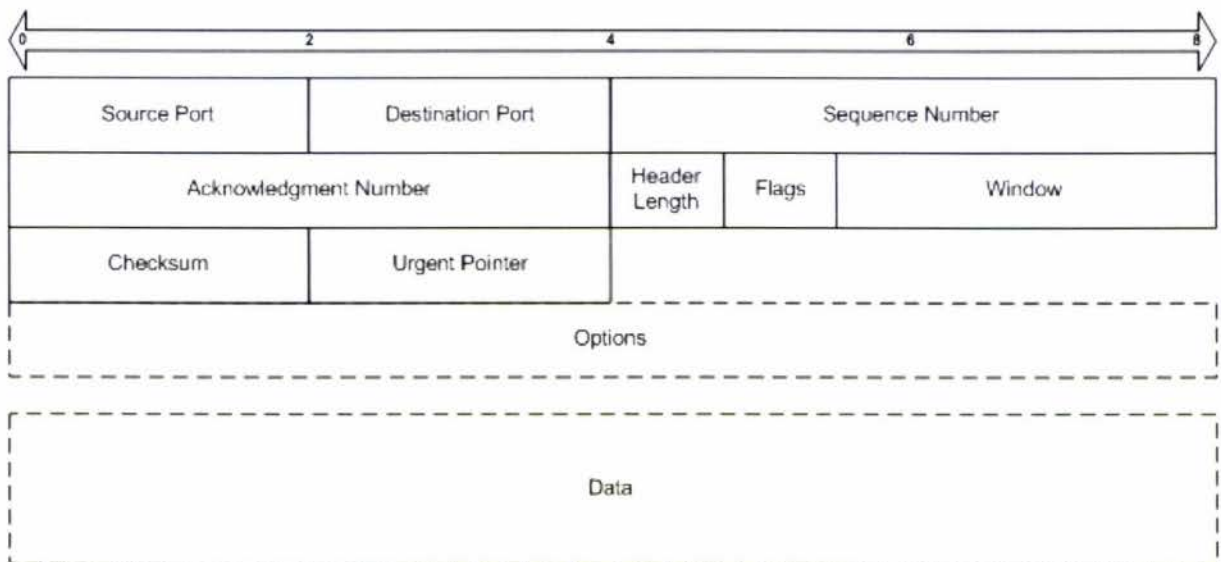 0 2 4 6 8
Source Port Destination Port Sequence Number
Acknowledgment Number Header Length Flags Window
Checksum Urgent Pointer
Options
Data